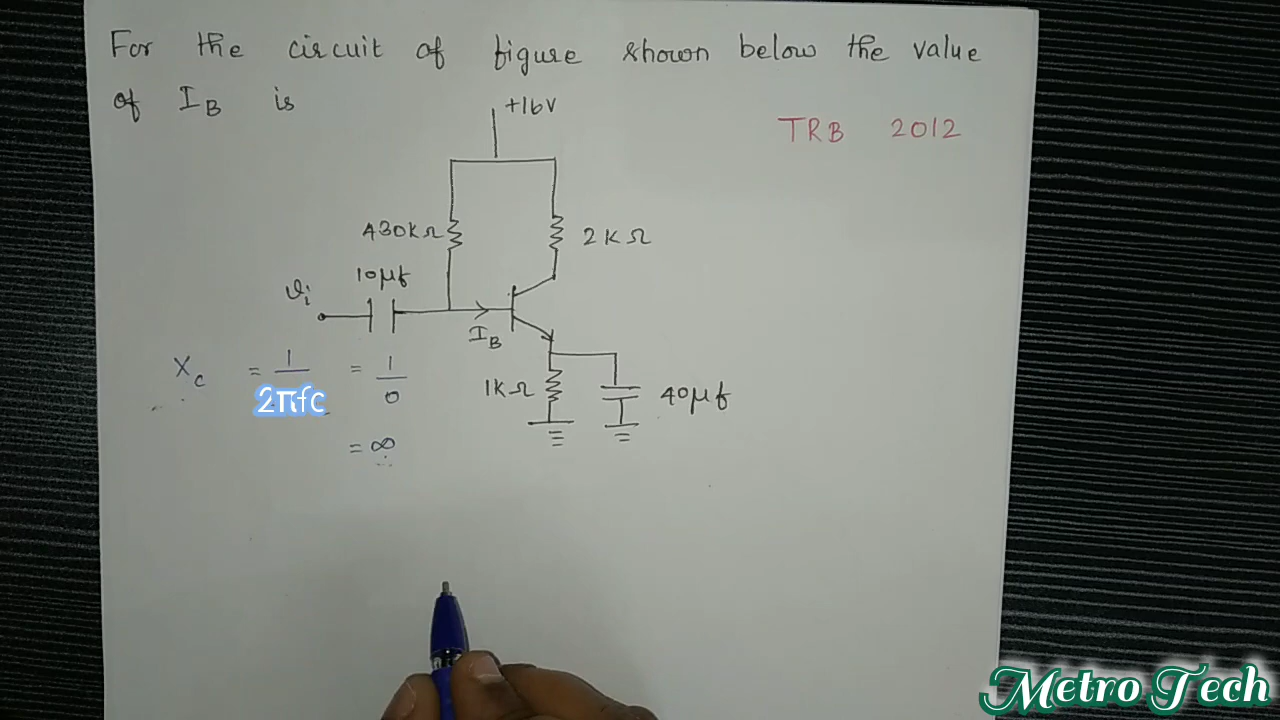 For the circuit of figure shown below the value
of I_B is
+16V
TRB 2012
430KΩ
2KΩ
10μf
υi
I_B
X_c = 1/2πfc = 1/0
= ∞
1KΩ
40μf
Metro Tech